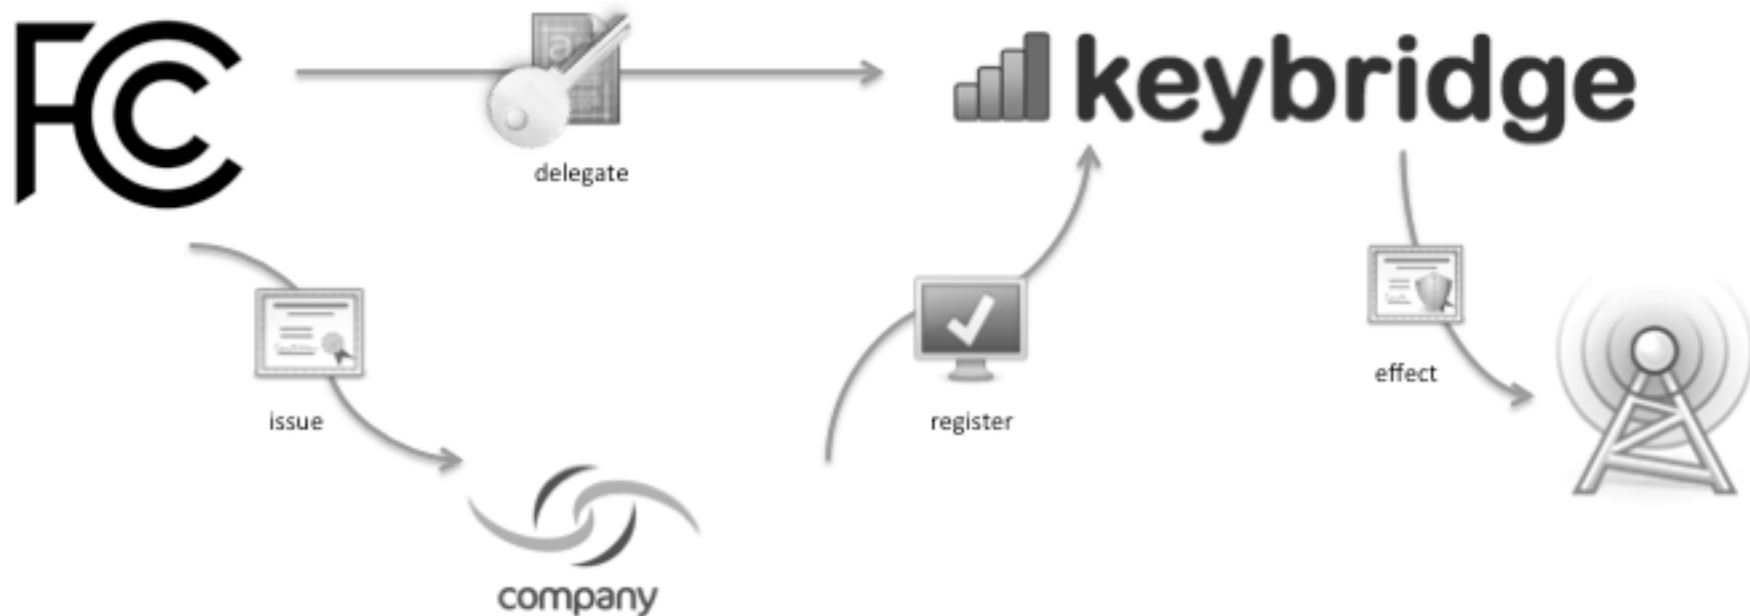 FCC
keybridge
delegate
issue
register
effect
company